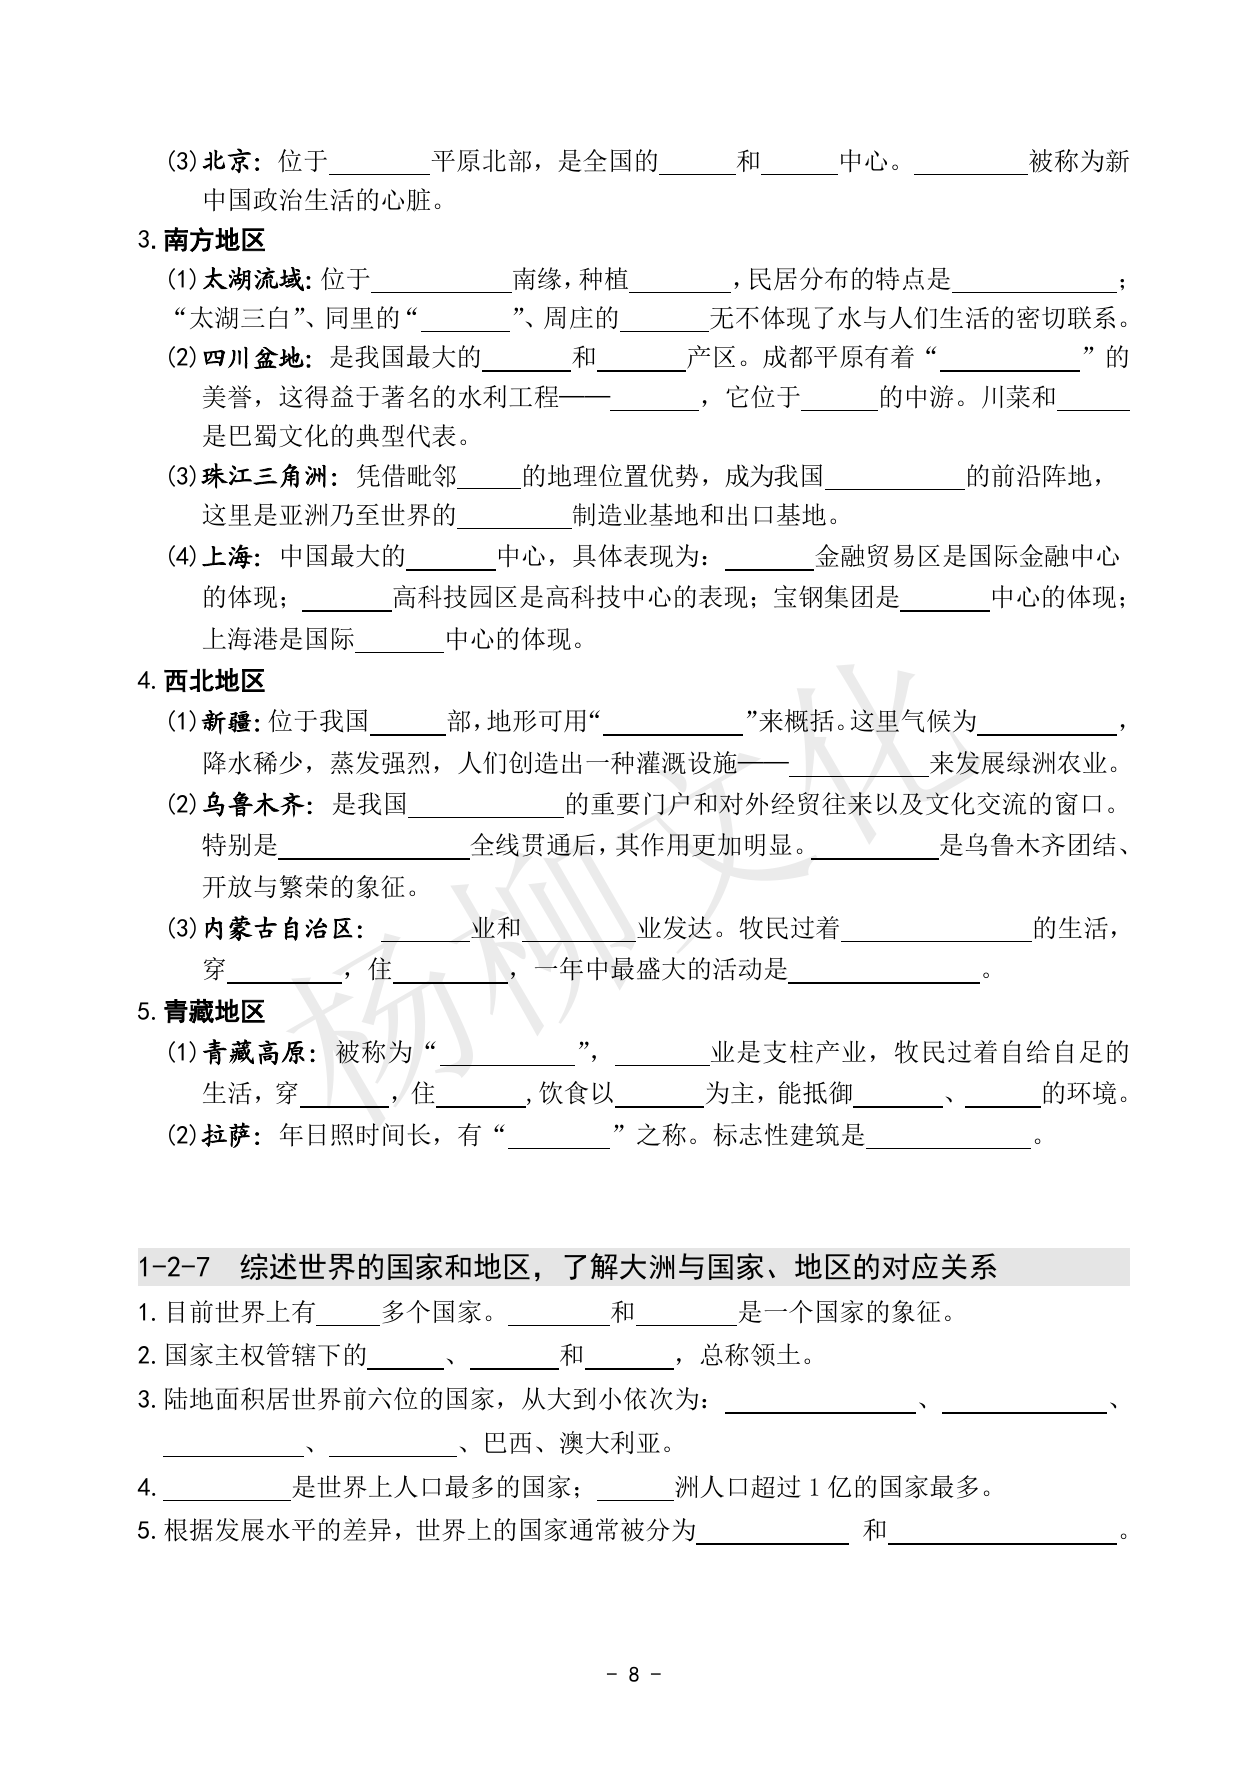 (3)北京：位于________平原北部，是全国的______和______中心。_________被称为新
中国政治生活的心脏。
3.南方地区
(1)太湖流域：位于___________南缘，种植________，民居分布的特点是_____________；
“太湖三白”、同里的“_______”、周庄的_______无不体现了水与人们生活的密切联系。
(2)四川盆地：是我国最大的_______和_______产区。成都平原有着“___________”的
美誉，这得益于著名的水利工程——_______，它位于______的中游。川菜和______
是巴蜀文化的典型代表。
(3)珠江三角洲：凭借毗邻_____的地理位置优势，成为我国___________的前沿阵地，
这里是亚洲乃至世界的_________制造业基地和出口基地。
(4)上海：中国最大的_______中心，具体表现为：_______金融贸易区是国际金融中心
的体现；_______高科技园区是高科技中心的表现；宝钢集团是_______中心的体现；
上海港是国际_______中心的体现。
4.西北地区
(1)新疆：位于我国______部，地形可用“___________”来概括。这里气候为___________，
降水稀少，蒸发强烈，人们创造出一种灌溉设施——___________来发展绿洲农业。
(2)乌鲁木齐：是我国____________的重要门户和对外经贸往来以及文化交流的窗口。
特别是_______________全线贯通后，其作用更加明显。__________是乌鲁木齐团结、
开放与繁荣的象征。
(3)内蒙古自治区：_______业和_________业发达。牧民过着_______________的生活，
穿_________，住_________，一年中最盛大的活动是_______________。
5.青藏地区
(1)青藏高原：被称为“___________”，________业是支柱产业，牧民过着自给自足的
生活，穿_______，住_______，饮食以_______为主，能抵御_______、______的环境。
(2)拉萨：年日照时间长，有“________”之称。标志性建筑是_____________。
1-2-7 综述世界的国家和地区，了解大洲与国家、地区的对应关系
1.目前世界上有_____多个国家。________和________是一个国家的象征。
2.国家主权管辖下的______、_______和_______，总称领土。
3.陆地面积居世界前六位的国家，从大到小依次为：_______________、_____________、
___________、__________、巴西、澳大利亚。
4.__________是世界上人口最多的国家；______洲人口超过 1 亿的国家最多。
5.根据发展水平的差异，世界上的国家通常被分为____________ 和__________________。
- 8 -
杨柳文化